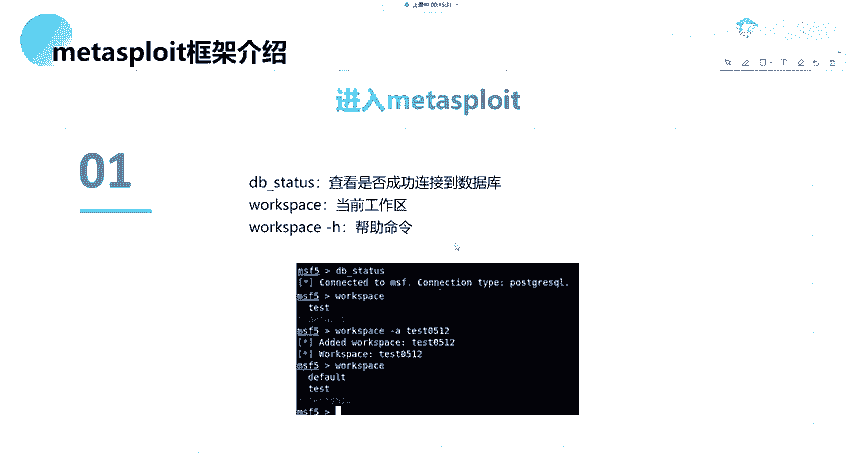 metasploit框架介绍
进入metasploit
01
db_status：查看是否成功连接到数据库
workspace：当前工作区
workspace -h：帮助命令
msf5 > db_status
[*] Connected to msf. Connection type: postgresql.
msf5 > workspace
test
msf5 > workspace -a test0512
[*] Added workspace: test0512
[*] Workspace: test0512
msf5 > workspace
default
test
msf5 >